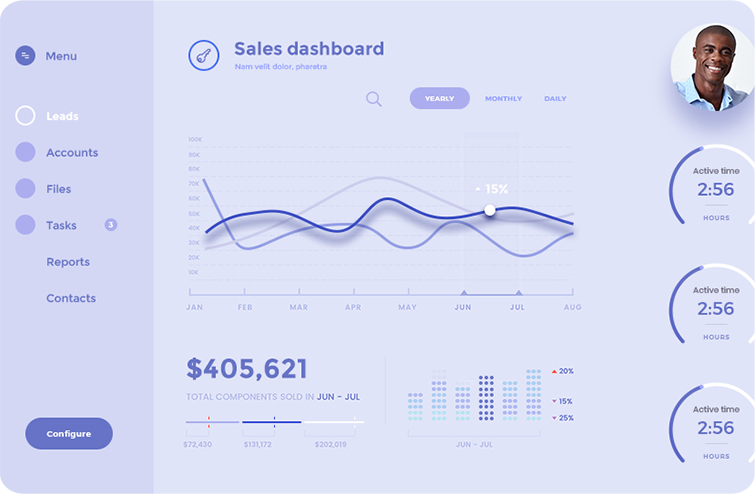 Menu
Leads
Accounts
Files
Tasks 3
Reports
Contacts
Configure
Sales dashboard
Nam velit dolor, pharetra
YEARLY MONTHLY DAILY
100K
90K
80K
70K
60K
50K
40K
30K
20K
10K
15%
JAN FEB MAR APR MAY JUN JUL AUG
$405,621
TOTAL COMPONENTS SOLD IN JUN – JUL
$72,430 $131,172 $202,019
20%
15%
25%
JUN – JUL
Active time
2:56
HOURS
Active time
2:56
HOURS
Active time
2:56
HOURS